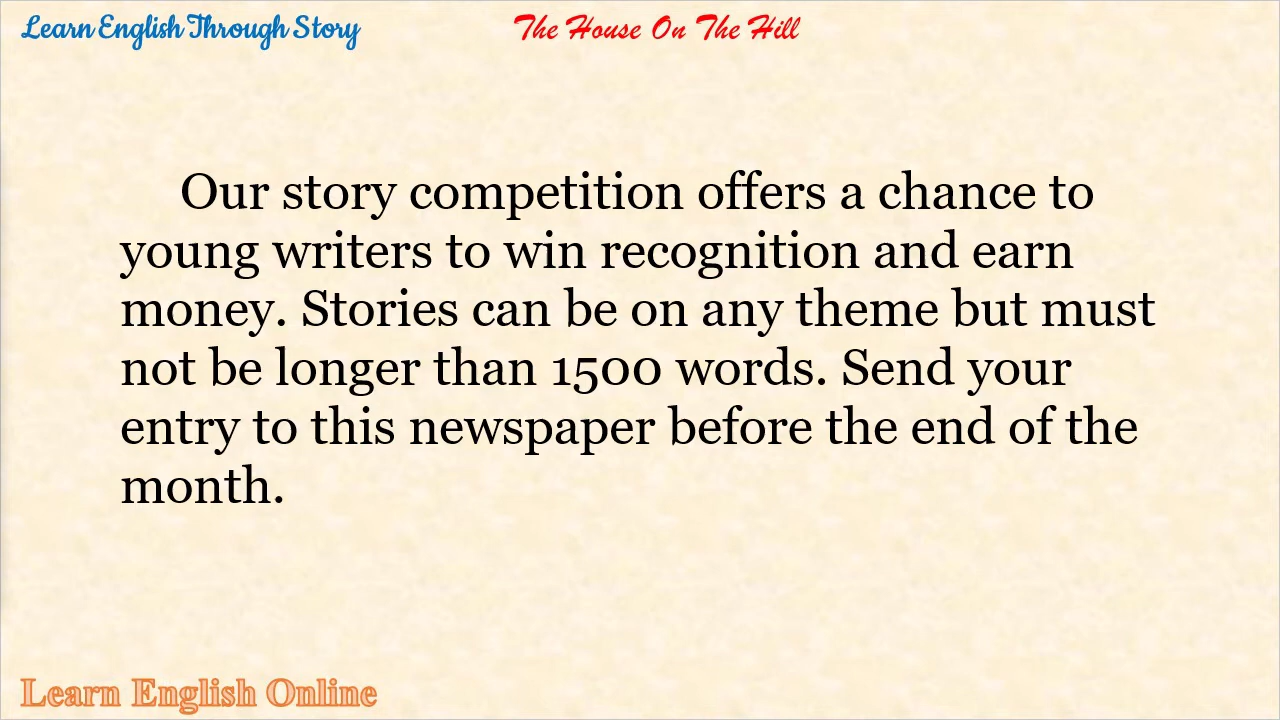 Learn English Through Story
The House On The Hill
Our story competition offers a chance to
young writers to win recognition and earn
money. Stories can be on any theme but must
not be longer than 1500 words. Send your
entry to this newspaper before the end of the
month.
Learn English Online